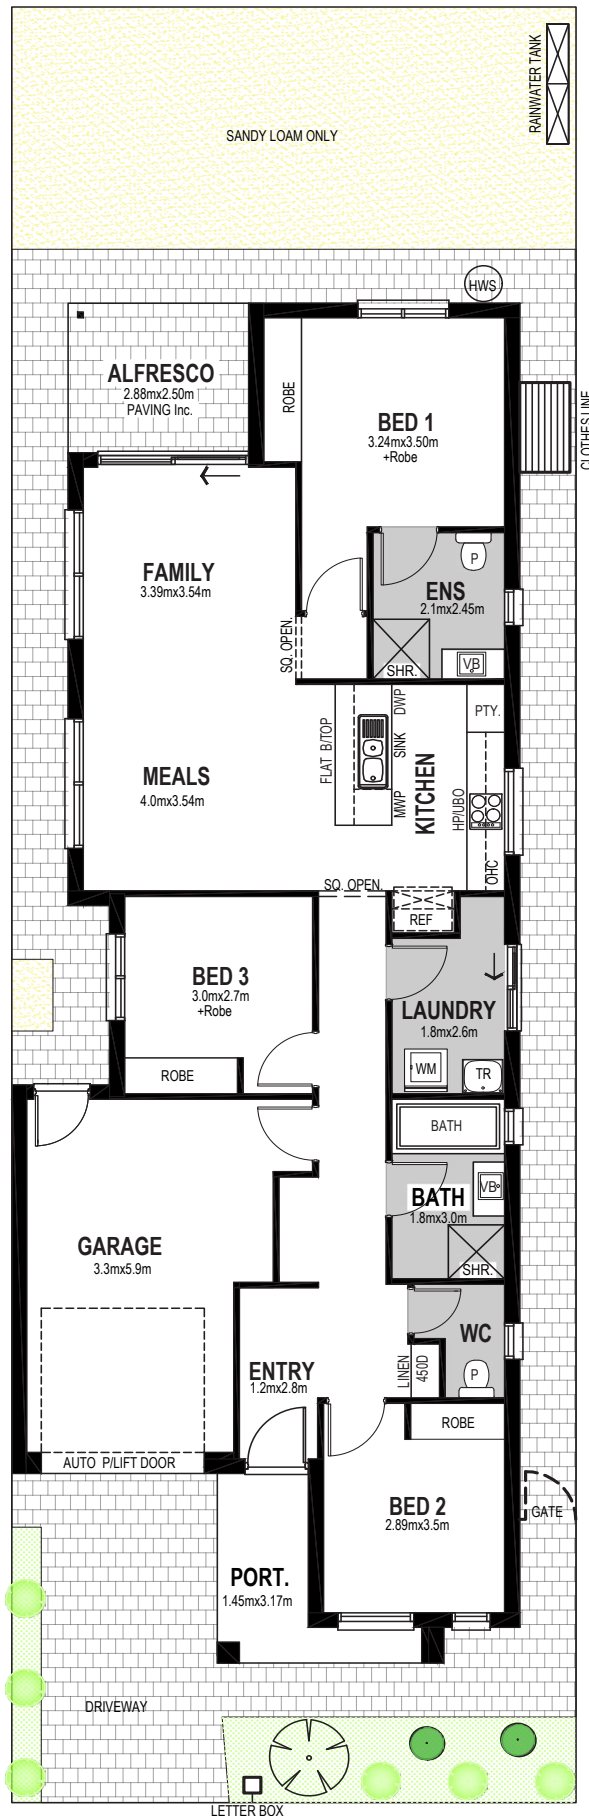 RAINWATER TANK
SANDY LOAM ONLY
HWS
ALFRESCO
2.88mx2.50m
PAVING Inc.
ROBE
BED 1
3.24mx3.50m
+Robe
CLOTHES LINE
FAMILY
3.39mx3.54m
P
ENS
2.1mx2.45m
SQ. OPEN.
SHR.
VB
MEALS
4.0mx3.54m
FLAT B/TOP
DWP
SINK
MWP
KITCHEN
PTY.
HP/UBO
OHC
SQ. OPEN.
REF
BED 3
3.0mx2.7m
+Robe
ROBE
LAUNDRY
1.8mx2.6m
WM
TR
BATH
VB
BATH
1.8mx3.0m
SHR.
GARAGE
3.3mx5.9m
AUTO P/LIFT DOOR
ENTRY
1.2mx2.8m
LINEN
450D
WC
P
ROBE
BED 2
2.89mx3.5m
GATE
PORT.
1.45mx3.17m
DRIVEWAY
LETTER BOX